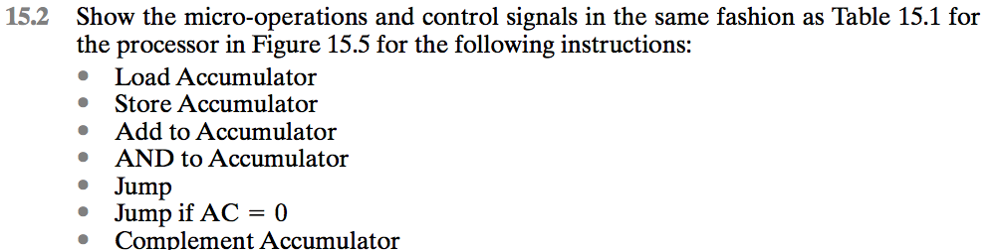 15.2 Show the micro-operations and control signals in the same fashion as Table 15.1 for
the processor in Figure 15.5 for the following instructions:
• Load Accumulator
• Store Accumulator
• Add to Accumulator
• AND to Accumulator
• Jump
• Jump if AC = 0
• Complement Accumulator